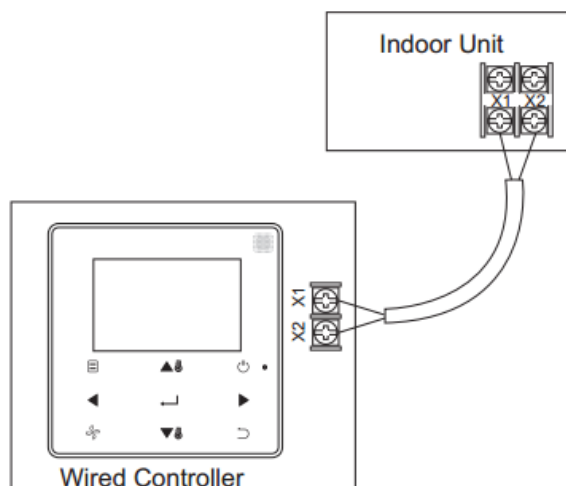 Indoor Unit
X1 X2
X1
X2
Wired Controller